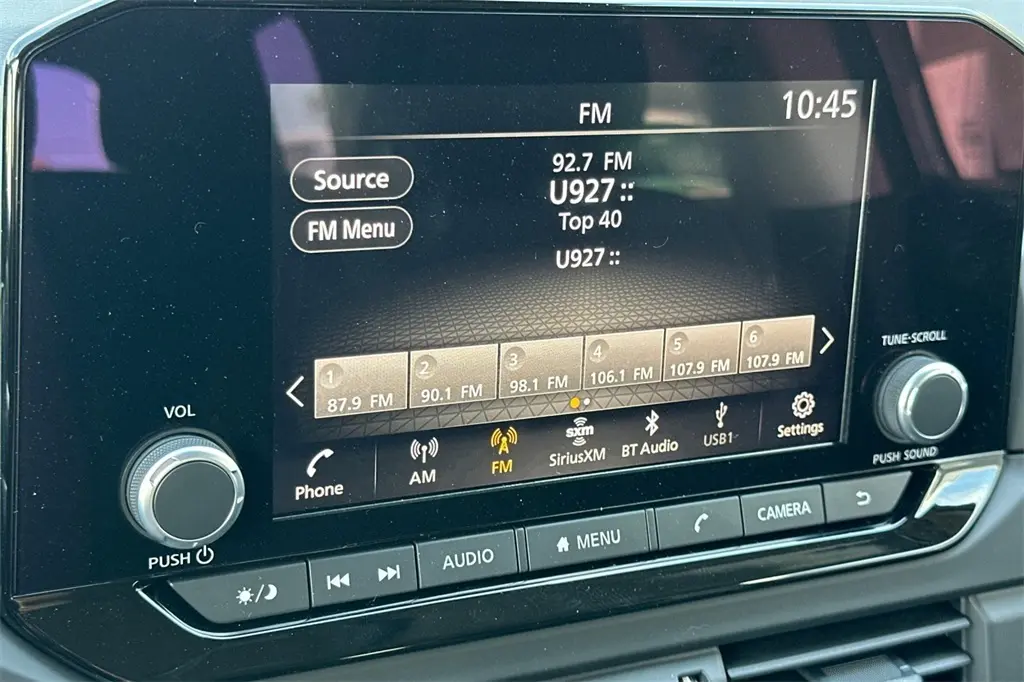 FM
10:45
Source
92.7 FM
U927 ::
FM Menu
Top 40
U927 ::
1 87.9 FM
2 90.1 FM
3 98.1 FM
4 106.1 FM
5 107.9 FM
6 107.9 FM
Phone
AM
FM
sxm
SiriusXM
BT Audio
USB1
Settings
VOL
PUSH
TUNE·SCROLL
PUSH SOUND
AUDIO
MENU
CAMERA